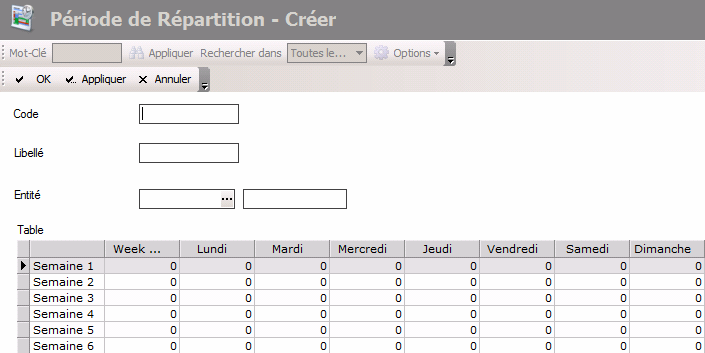 Période de Répartition - Créer
Mot-Clé Appliquer Rechercher dans Toutes le... Options
OK Appliquer Annuler
Code
Libellé
Entité ...
Table
Week ... Lundi Mardi Mercredi Jeudi Vendredi Samedi Dimanche
Semaine 1 0 0 0 0 0 0 0 0
Semaine 2 0 0 0 0 0 0 0 0
Semaine 3 0 0 0 0 0 0 0 0
Semaine 4 0 0 0 0 0 0 0 0
Semaine 5 0 0 0 0 0 0 0 0
Semaine 6 0 0 0 0 0 0 0 0